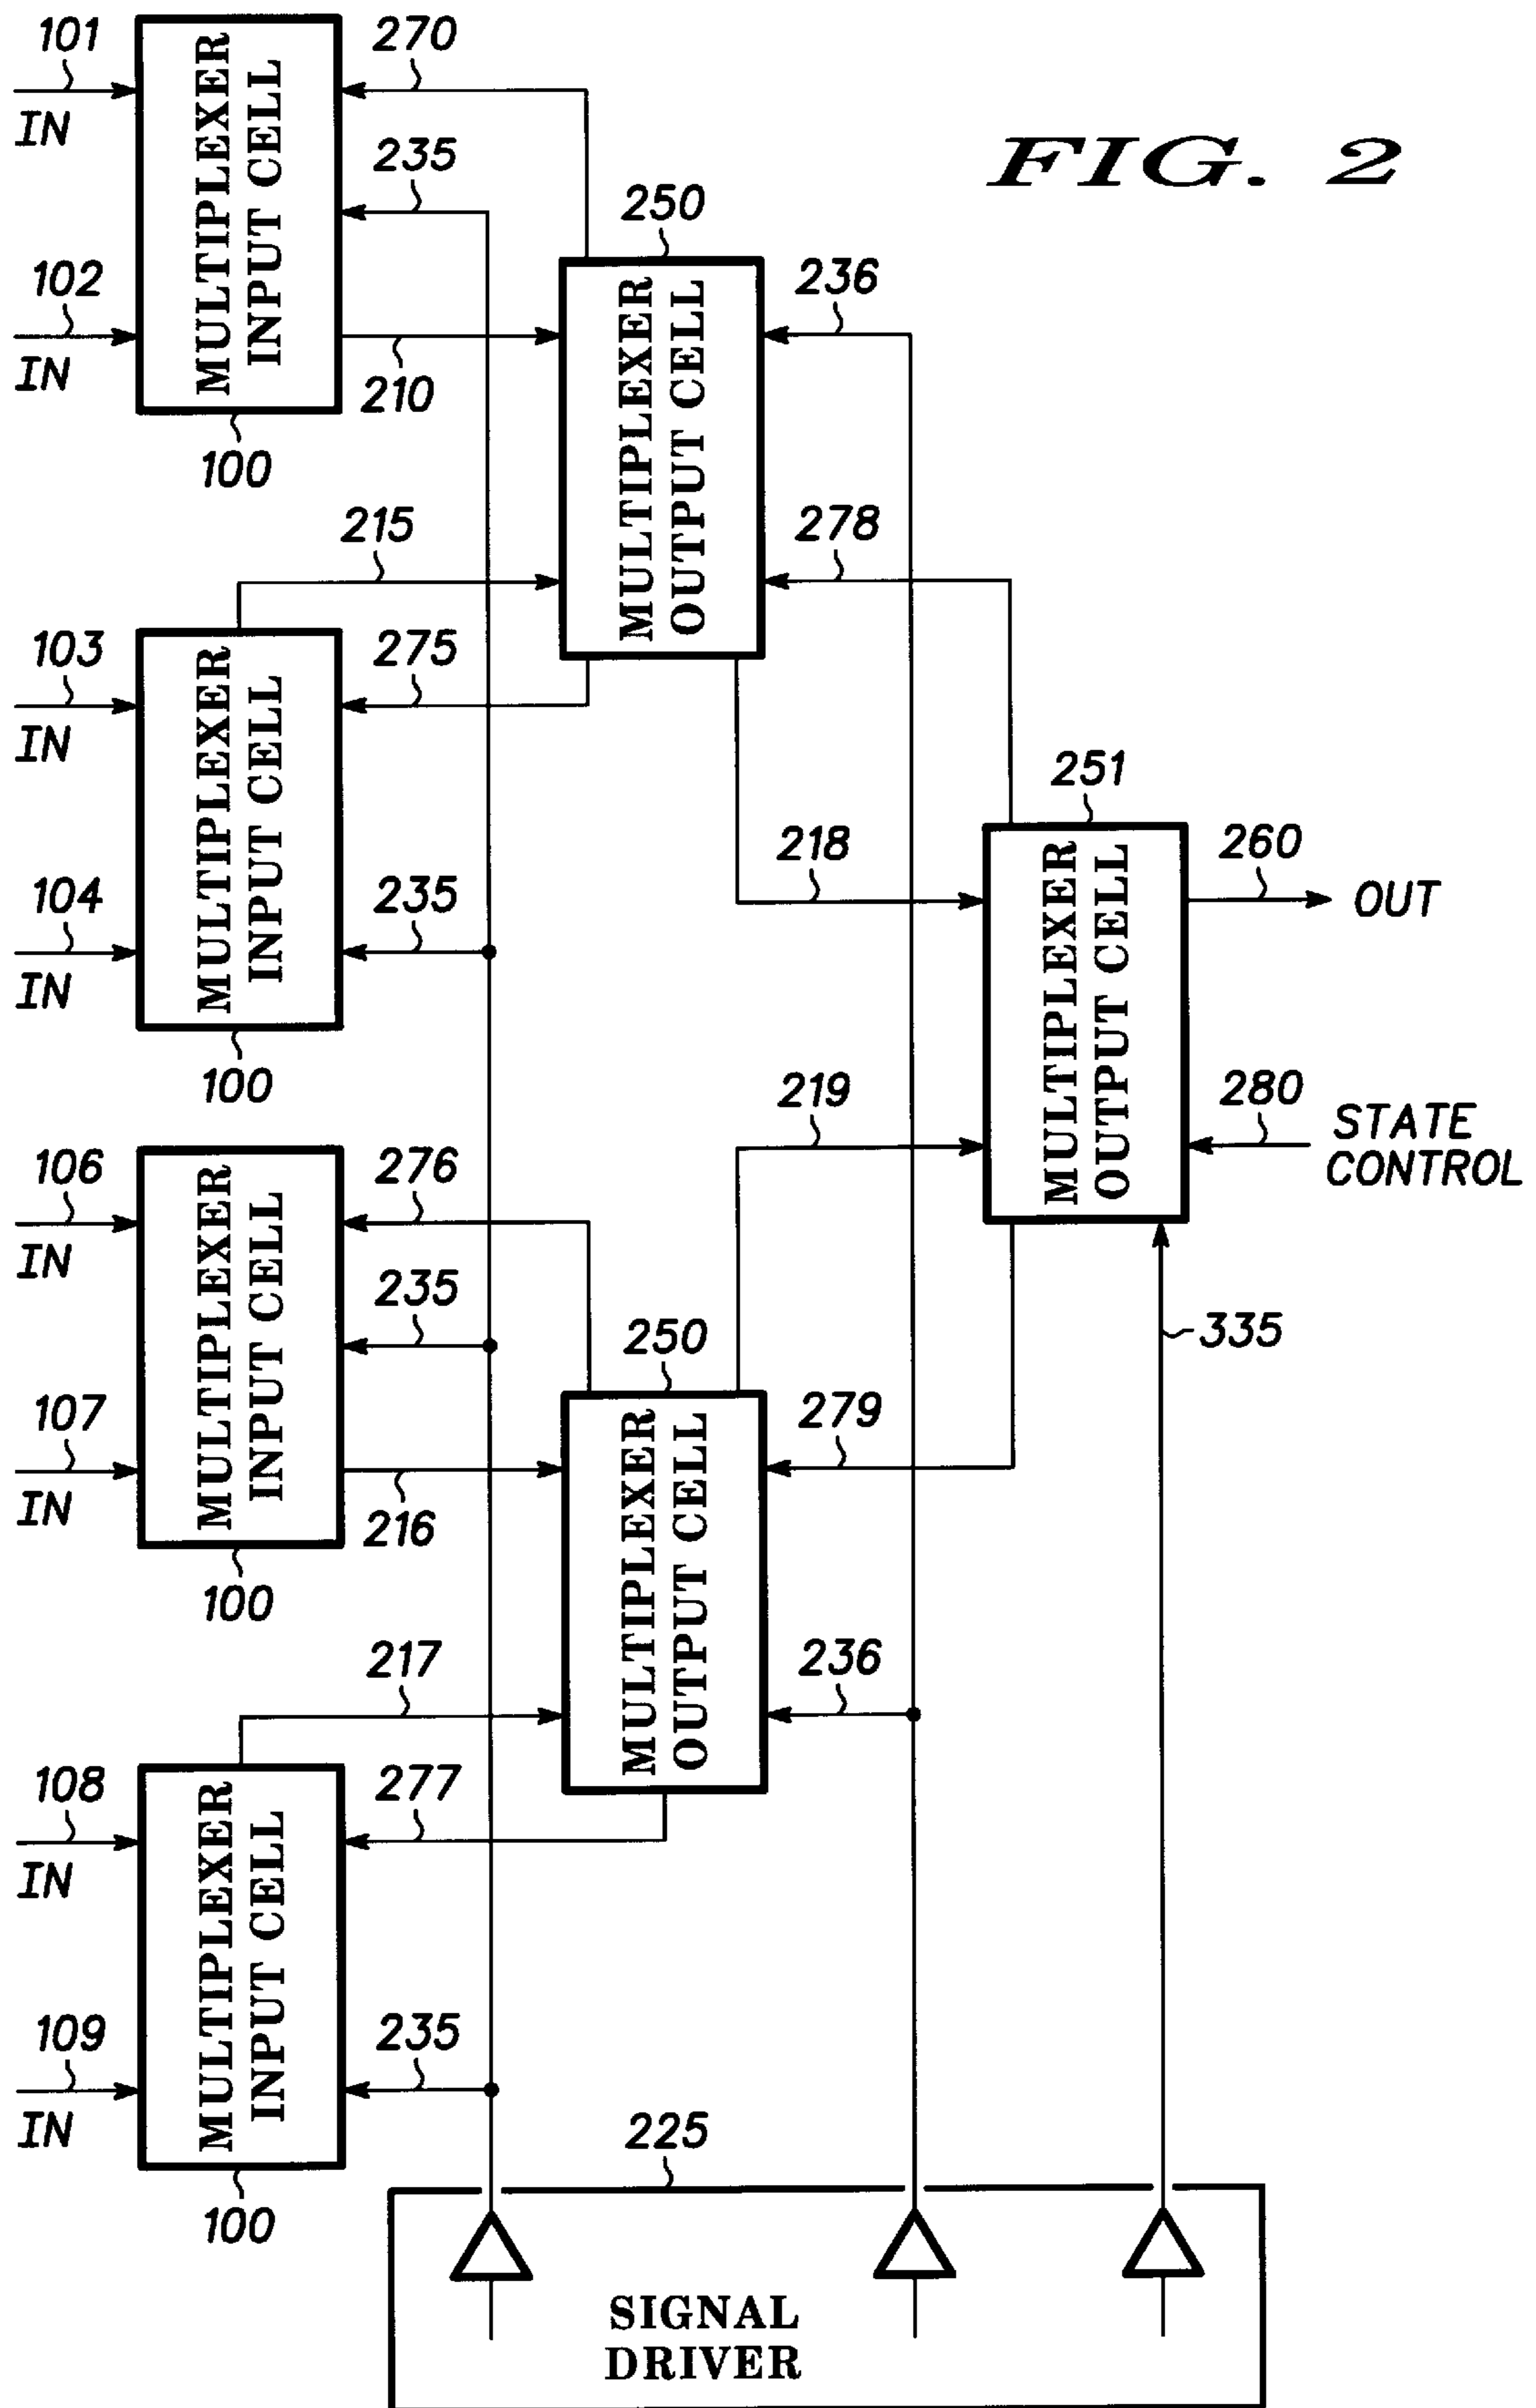 101
270
IN
MULTIPLEXER
INPUT CELL
235
FIG. 2
250
102
IN
236
MULTIPLEXER
OUTPUT CELL
210
100
215
278
103
IN
275
MULTIPLEXER
INPUT CELL
251
218
260
OUT
104
IN
235
MULTIPLEXER
OUTPUT CELL
100
219
280
STATE
CONTROL
106
IN
276
MULTIPLEXER
INPUT CELL
235
250
335
107
IN
279
216
MULTIPLEXER
OUTPUT CELL
100
217
236
108
IN
277
MULTIPLEXER
INPUT CELL
109
IN
235
225
100
SIGNAL
DRIVER